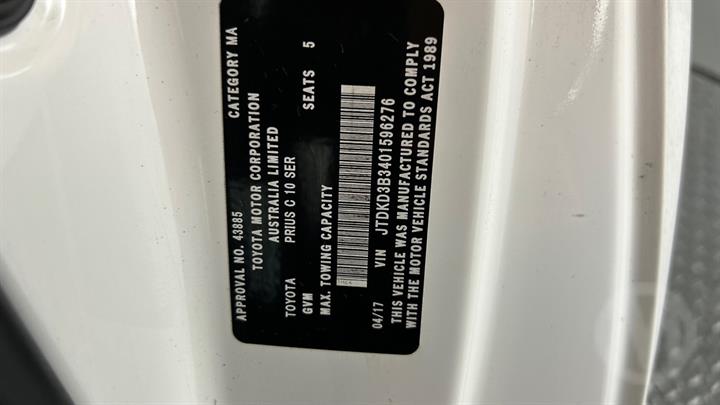 APPROVAL NO. 43885 CATEGORY MA
TOYOTA MOTOR CORPORATION
AUSTRALIA LIMITED
TOYOTA PRIUS C 10 SER
GVM SEATS 5
MAX. TOWING CAPACITY
04/17 VIN JTDKD3B3401596276
THIS VEHICLE WAS MANUFACTURED TO COMPLY
WITH THE MOTOR VEHICLE STANDARDS ACT 1989